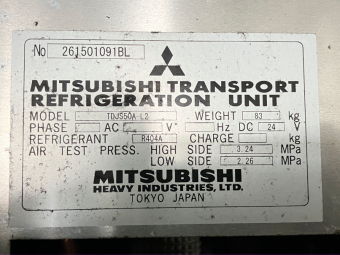 No 261501091BL
MITSUBISHI TRANSPORT
REFRIGERATION UNIT
MODEL TDJS50A L2 WEIGHT 83 kg
PHASE AC V Hz DC 24 V
REFRIGERANT R404A CHARGE kg
AIR TEST PRESS. HIGH SIDE 3.24 MPa
LOW SIDE 2.26 MPa
MITSUBISHI
HEAVY INDUSTRIES, LTD.
TOKYO JAPAN